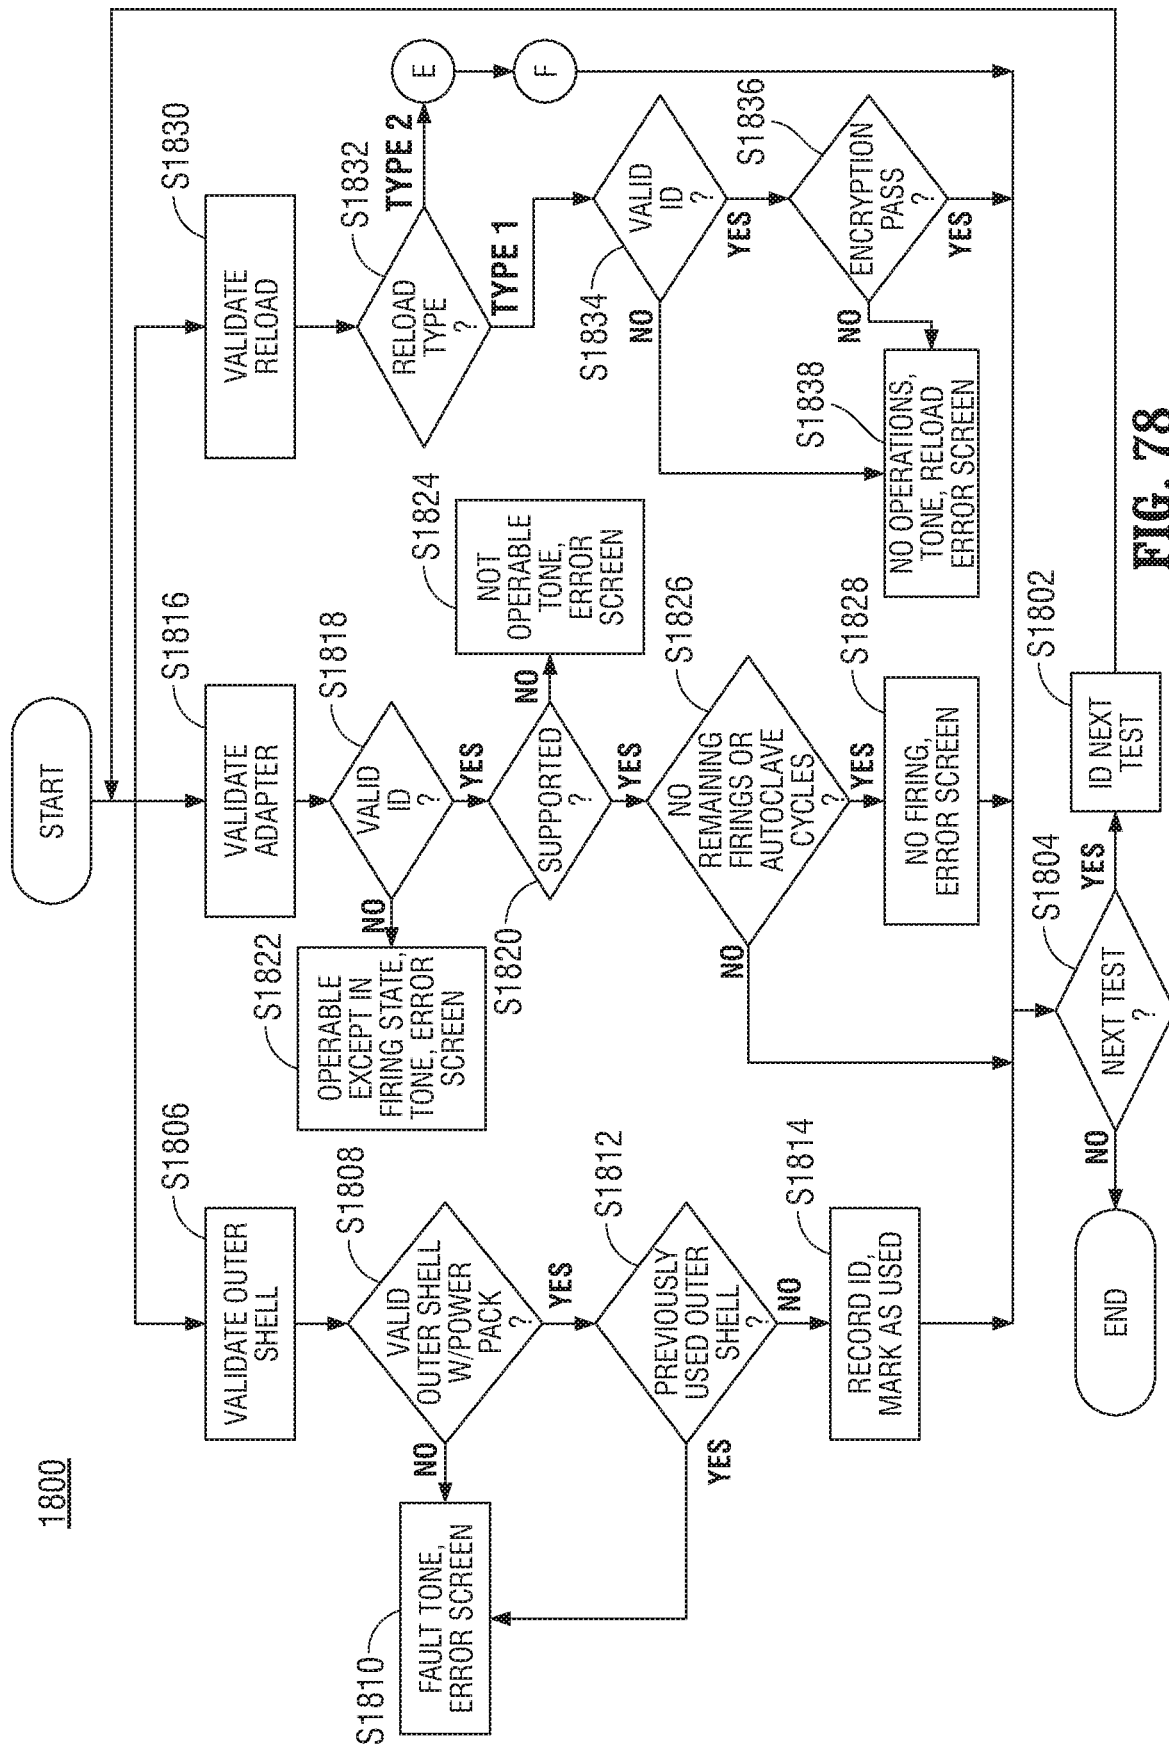 1800
START
VALIDATE OUTER
SHELL
S1806
VALID
OUTER SHELL
W/POWER
PACK
?
S1808
NO
YES
FAULT TONE,
ERROR SCREEN
S1810
PREVIOUSLY
USED OUTER
SHELL
?
S1812
YES
NO
RECORD ID,
MARK AS USED
S1814
VALIDATE
ADAPTER
S1816
VALID
ID
?
S1818
NO
YES
OPERABLE
EXCEPT IN
FIRING STATE,
TONE, ERROR
SCREEN
S1822
SUPPORTED
?
S1820
NO
YES
NOT
OPERABLE
TONE,
ERROR
SCREEN
S1824
NO
REMAINING
FIRINGS OR
AUTOCLAVE
CYCLES
?
S1826
NO
YES
NO FIRING,
ERROR SCREEN
S1828
VALIDATE
RELOAD
S1830
RELOAD
TYPE
?
S1832
TYPE 2
TYPE 1
E
F
VALID
ID
?
S1834
NO
YES
ENCRYPTION
PASS
?
S1836
NO
YES
NO OPERATIONS,
TONE, RELOAD
ERROR SCREEN
S1838
NEXT TEST
?
S1804
NO
YES
ID NEXT
TEST
S1802
END
FIG. 78